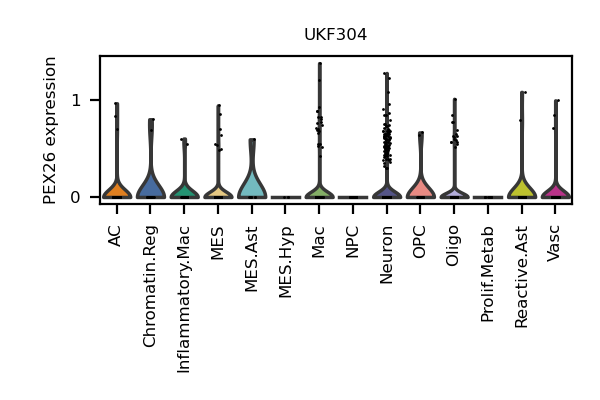 UKF304
PEX26 expression
1
0
AC
Chromatin.Reg
Inflammatory.Mac
MES
MES.Ast
MES.Hyp
Mac
NPC
Neuron
OPC
Oligo
Prolif.Metab
Reactive.Ast
Vasc